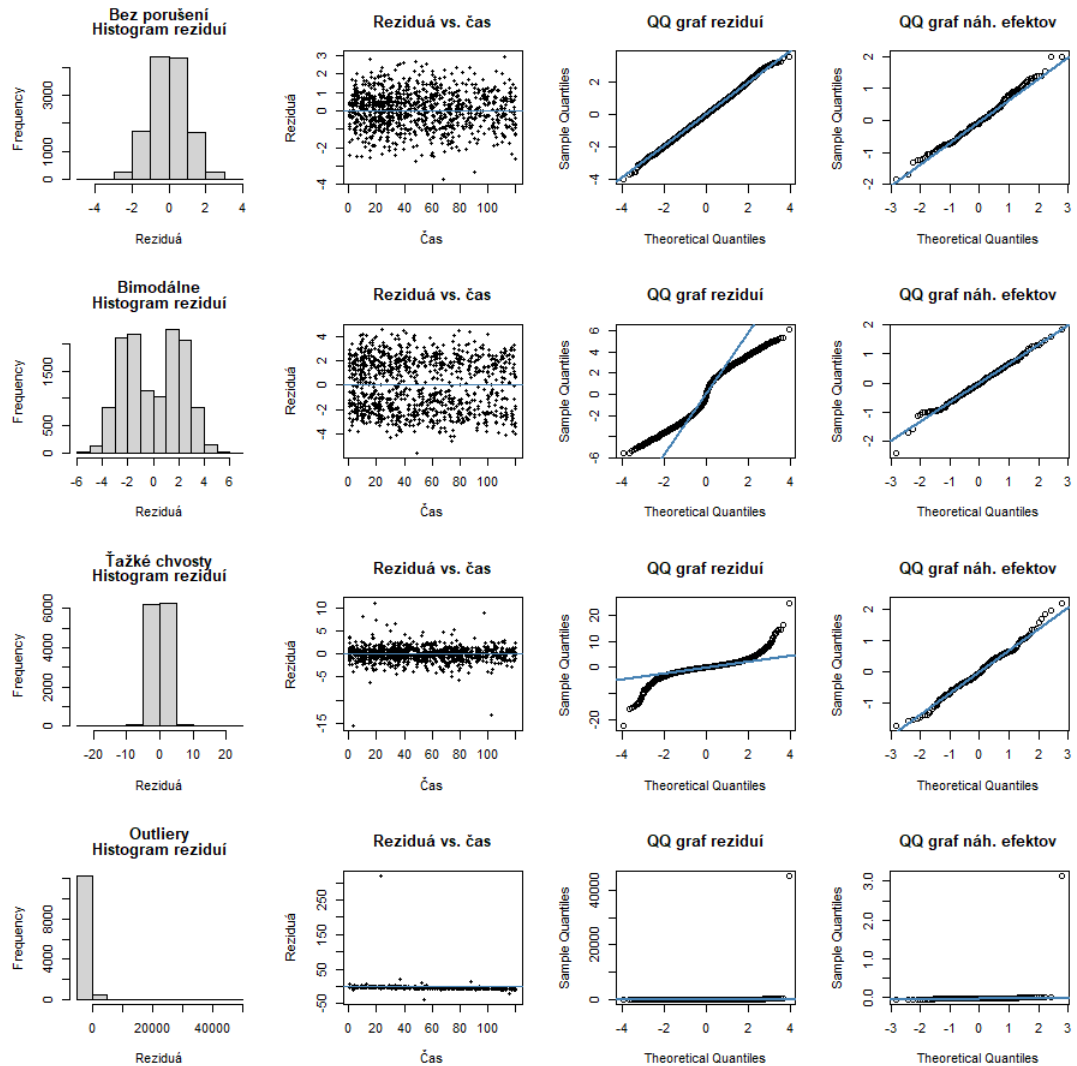 Bez porušení
Histogram reziduí
Frequency
0 1000 3000
-4 -2 0 2 4
Reziduá
Reziduá vs. čas
Reziduá
-4 -2 0 1 2 3
0 20 40 60 80 100
Čas
QQ graf reziduí
Sample Quantiles
-4 -2 0 2
-4 -2 0 2 4
Theoretical Quantiles
QQ graf náh. efektov
Sample Quantiles
-2 -1 0 1 2
-3 -2 -1 0 1 2 3
Theoretical Quantiles
Bimodálne
Histogram reziduí
Frequency
0 500 1500
-6 -4 -2 0 2 4 6
Reziduá
Reziduá vs. čas
Reziduá
-4 -2 0 2 4
0 20 40 60 80 100
Čas
QQ graf reziduí
Sample Quantiles
-6 -2 0 2 4 6
-4 -2 0 2 4
Theoretical Quantiles
QQ graf náh. efektov
Sample Quantiles
-2 -1 0 1 2
-3 -2 -1 0 1 2 3
Theoretical Quantiles
Ťažké chvosty
Histogram reziduí
Frequency
0 2000 4000 6000
-20 -10 0 10 20
Reziduá
Reziduá vs. čas
Reziduá
-15 -5 0 5 10
0 20 40 60 80 100
Čas
QQ graf reziduí
Sample Quantiles
-20 0 10 20
-4 -2 0 2 4
Theoretical Quantiles
QQ graf náh. efektov
Sample Quantiles
-1 0 1 2
-3 -2 -1 0 1 2 3
Theoretical Quantiles
Outliery
Histogram reziduí
Frequency
0 4000 8000
0 20000 40000
Reziduá
Reziduá vs. čas
Reziduá
-50 50 150 250
0 20 40 60 80 100
Čas
QQ graf reziduí
Sample Quantiles
0 20000 40000
-4 -2 0 2 4
Theoretical Quantiles
QQ graf náh. efektov
Sample Quantiles
0.0 1.0 2.0 3.0
-3 -2 -1 0 1 2 3
Theoretical Quantiles